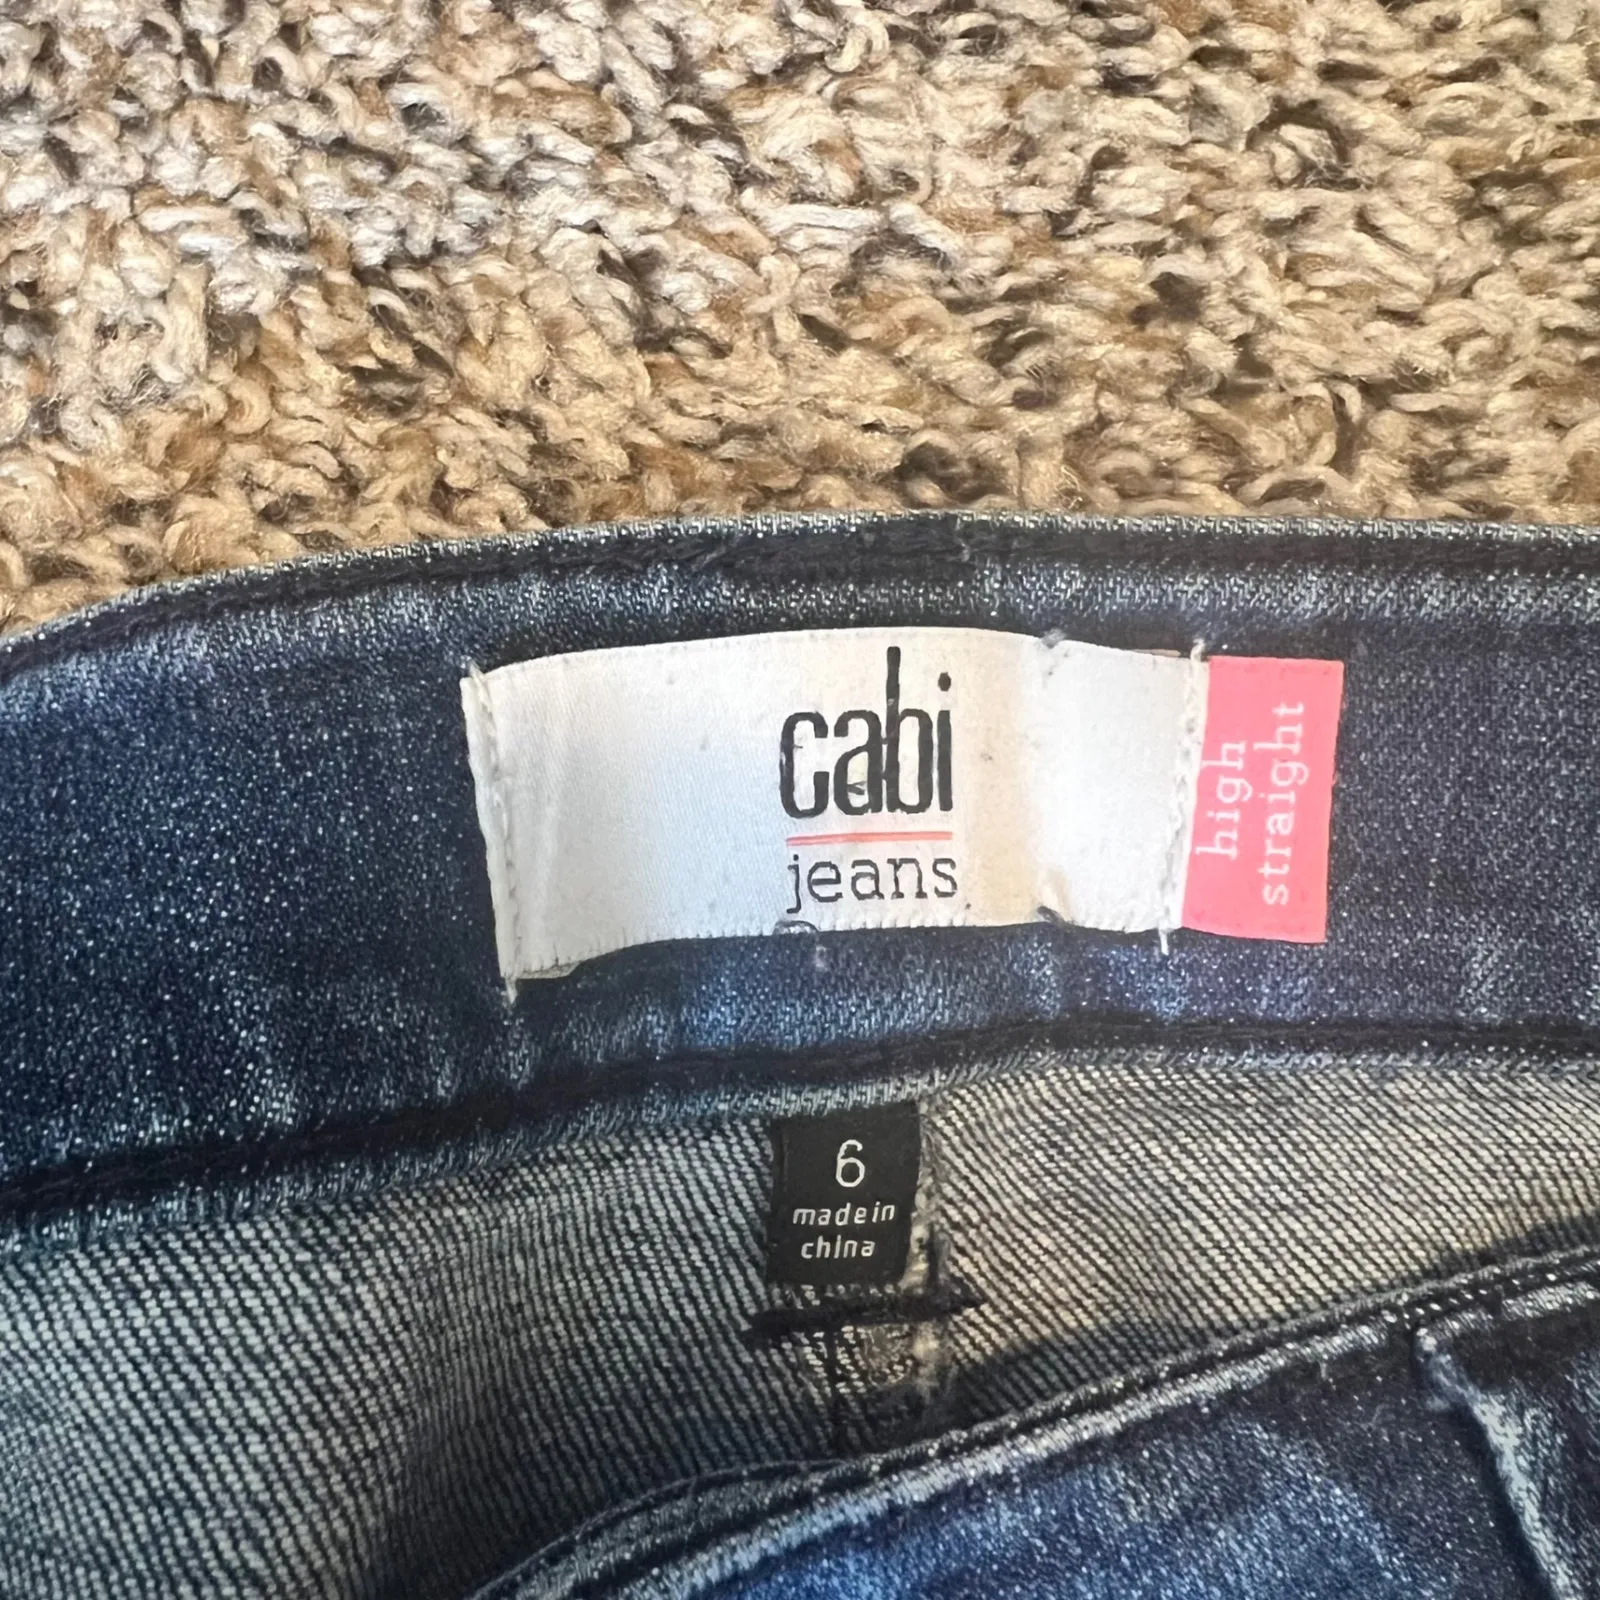 cabi
jeans
high
straight
6
made in
china